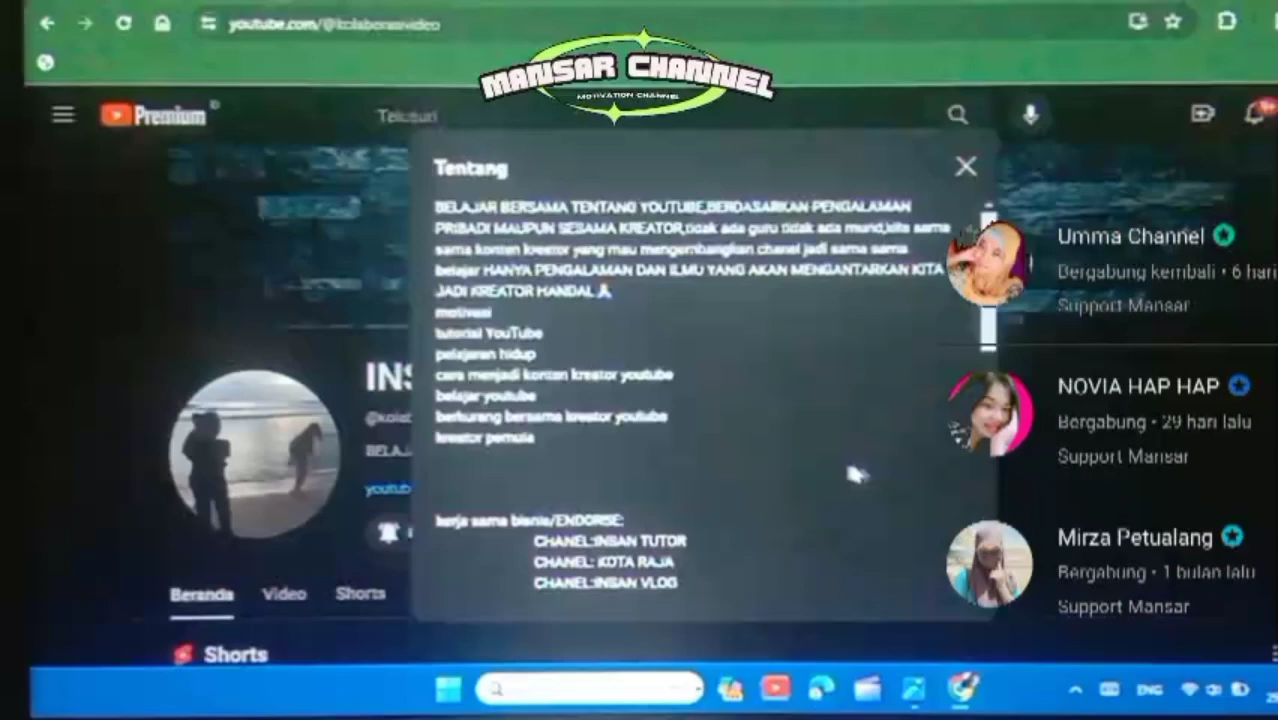 youtube.com/@kolaborasivideo
MANSAR CHANNEL
MOTIVATION CHANNEL
Premium
ID
Telusuri
9+
Tentang
BELAJAR BERSAMA TENTANG YOUTUBE,BERDASARKAN PENGALAMAN
PRIBADI MAUPUN SESAMA KREATOR,tidak ada guru tidak ada murid,kita sama
sama konten kreator yang mau mengembangkan chanel jadi sama sama
belajar HANYA PENGALAMAN DAN ILMU YANG AKAN MENGANTARKAN KITA
JADI KREATOR HANDAL
motivasi
tutorial YouTube
pelajaran hidup
cara menjadi konten kreator youtube
belajar youtube
berkurang bersama kreator youtube
kreator pemula
kerja sama bisnis/ENDORSE:
CHANEL:INSAN TUTOR
CHANEL: KOTA RAJA
CHANEL:INSAN VLOG
INS
@kolab
BELAJ
youtub
Beranda Video Shorts
Shorts
Umma Channel
Bergabung kembali • 6 hari
Support Mansar
NOVIA HAP HAP
Bergabung • 29 hari lalu
Support Mansar
Mirza Petualang
Bergabung • 1 bulan lalu
Support Mansar
ENG